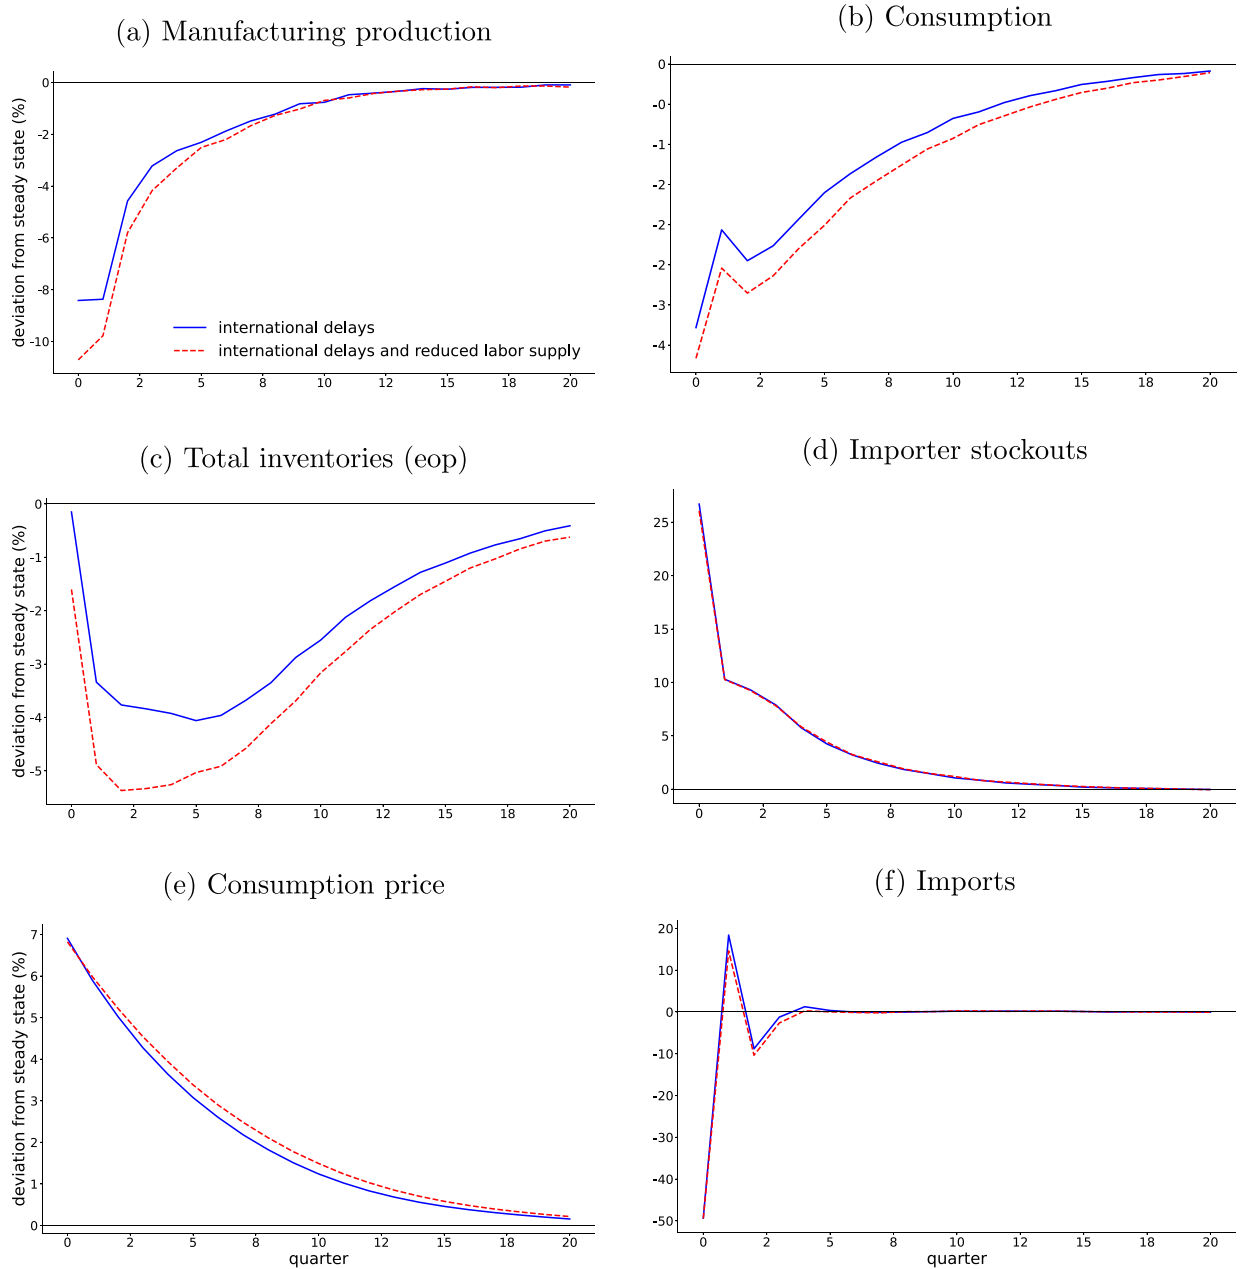 (a) Manufacturing production
(b) Consumption
deviation from steady state (%)
0
-2
-4
-6
-8
-10
international delays
international delays and reduced labor supply
0 2 5 8 10 12 15 18 20
0
-0
-1
-2
-2
-2
-3
-4
0 2 5 8 10 12 15 18 20
(c) Total inventories (eop)
(d) Importer stockouts
deviation from steady state (%)
0
-1
-2
-3
-4
-5
0 2 5 8 10 12 15 18 20
25
20
15
10
5
0
0 2 5 8 10 12 15 18 20
(e) Consumption price
(f) Imports
deviation from steady state (%)
7
6
5
4
3
2
1
0
0 2 5 8 10 12 15 18 20
quarter
20
10
0
-10
-20
-30
-40
-50
0 2 5 8 10 12 15 18 20
quarter